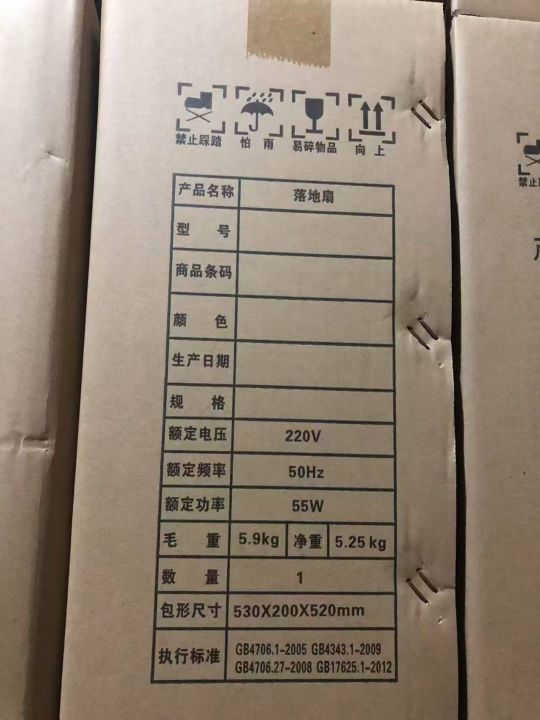 禁止踩踏 怕雨 易碎物品 向上
产品名称 落地扇
型号
商品条码
颜色
生产日期
规格
额定电压 220V
额定频率 50Hz
额定功率 55W
毛重 5.9kg 净重 5.25kg
数量 1
包形尺寸 530X200X520mm
执行标准 GB4706.1-2005 GB4343.1-2009
GB4706.27-2008 GB17625.1-2012
禁止踩